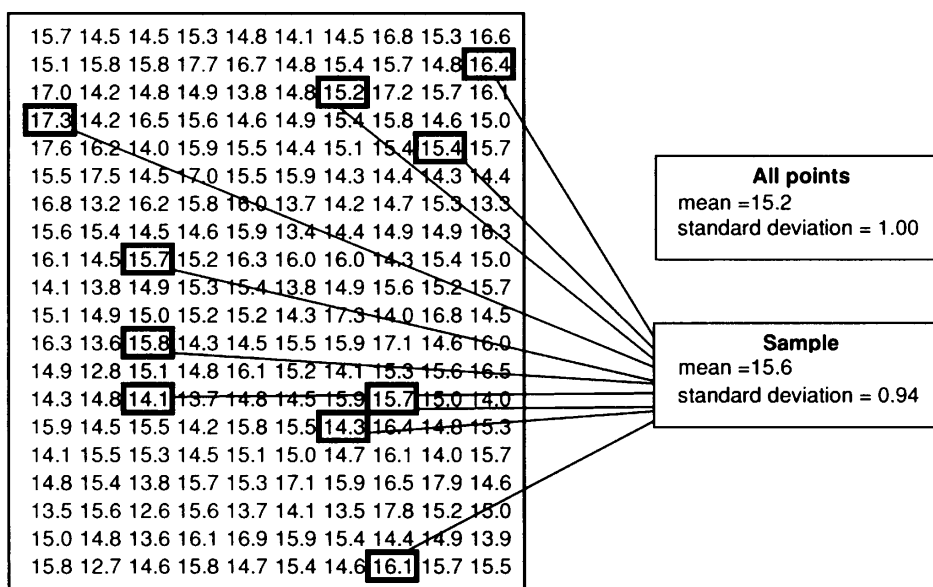 15.7 14.5 14.5 15.3 14.8 14.1 14.5 16.8 15.3 16.6
15.1 15.8 15.8 17.7 16.7 14.8 15.4 15.7 14.8 16.4
17.0 14.2 14.8 14.9 13.8 14.8 15.2 17.2 15.7 16.1
17.3 14.2 16.5 15.6 14.6 14.9 15.4 15.8 14.6 15.0
17.6 16.2 14.0 15.9 15.5 14.4 15.1 15.4 15.4 15.7
15.5 17.5 14.5 17.0 15.5 15.9 14.3 14.4 14.3 14.4
16.8 13.2 16.2 15.8 16.0 13.7 14.2 14.7 15.3 13.3
15.6 15.4 14.5 14.6 15.9 13.4 14.4 14.9 14.9 16.3
16.1 14.5 15.7 15.2 16.3 16.0 16.0 14.3 15.4 15.0
14.1 13.8 14.9 15.3 15.4 13.8 14.9 15.6 15.2 15.7
15.1 14.9 15.0 15.2 15.2 14.3 17.3 14.0 16.8 14.5
16.3 13.6 15.8 14.3 14.5 15.5 15.9 17.1 14.6 16.0
14.9 12.8 15.1 14.8 16.1 15.2 14.1 15.3 15.6 16.5
14.3 14.8 14.1 13.7 14.8 14.5 15.9 15.7 15.0 14.0
15.9 14.5 15.5 14.2 15.8 15.5 14.3 16.4 14.8 15.3
14.1 15.5 15.3 14.5 15.1 15.0 14.7 16.1 14.0 15.7
14.8 15.4 13.8 15.7 15.3 17.1 15.9 16.5 17.9 14.6
13.5 15.6 12.6 15.6 13.7 14.1 13.5 17.8 15.2 15.0
15.0 14.8 13.6 16.1 16.9 15.9 15.4 14.4 14.9 13.9
15.8 12.7 14.6 15.8 14.7 15.4 14.6 16.1 15.7 15.5
All points
mean =15.2
standard deviation = 1.00
Sample
mean =15.6
standard deviation = 0.94